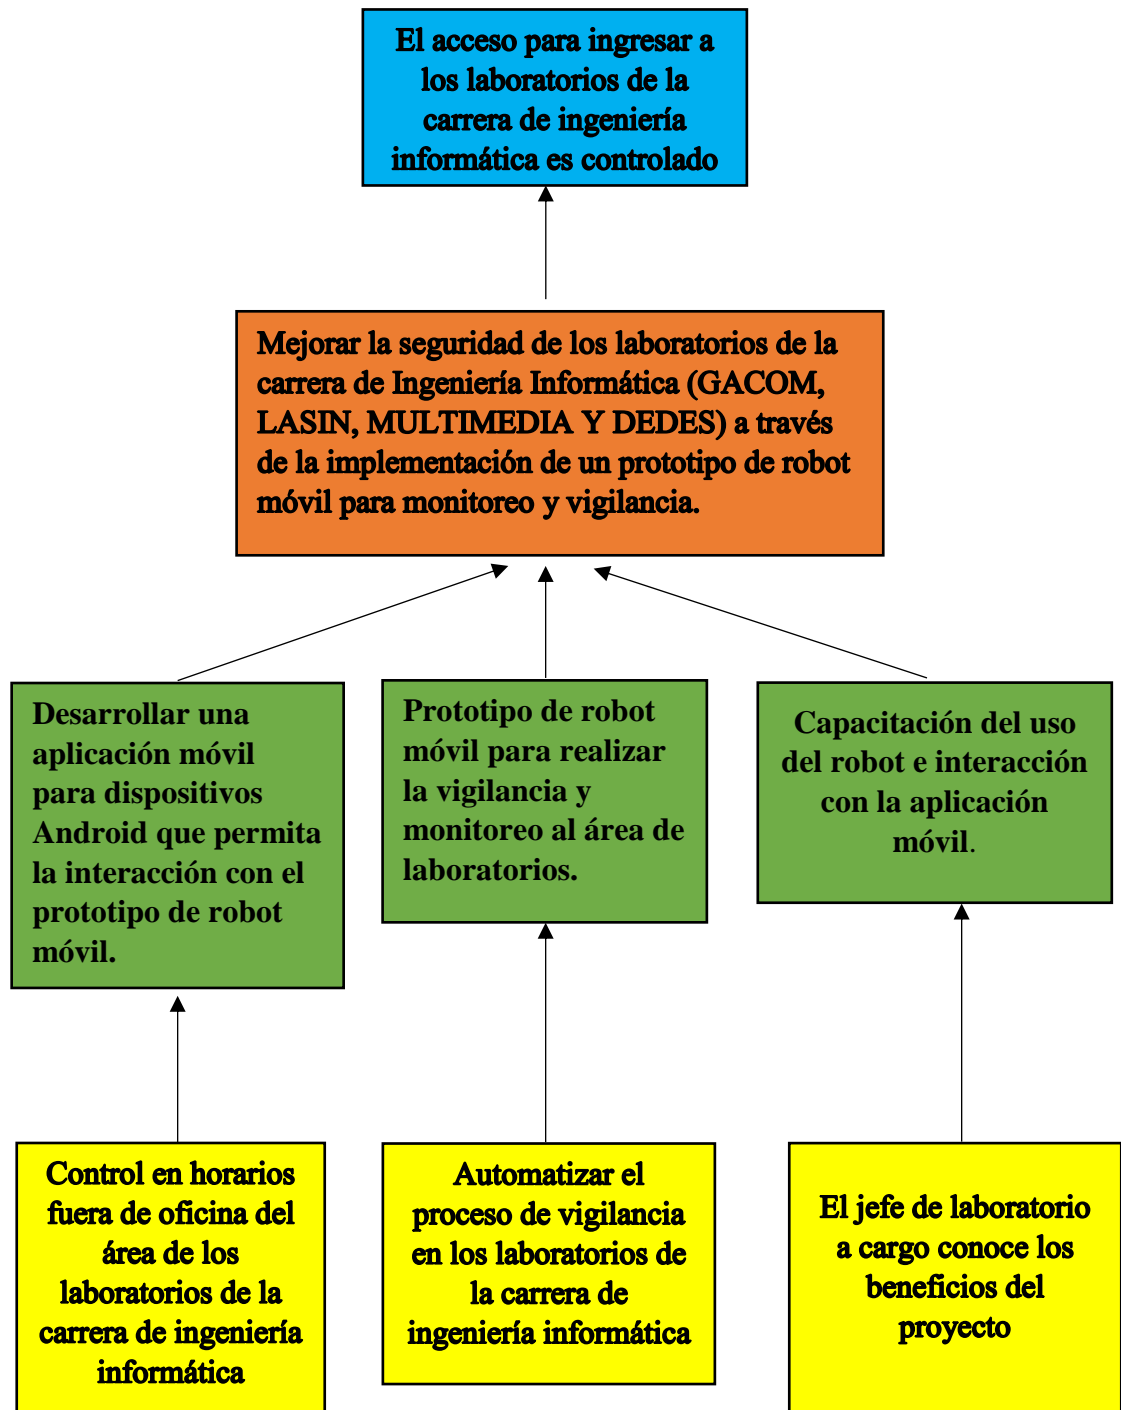 El acceso para ingresar a
los laboratorios de la
carrera de ingeniería
informática es controlado
Mejorar la seguridad de los laboratorios de la
carrera de Ingeniería Informática (GACOM,
LASIN, MULTIMEDIA Y DEDES) a través
de la implementación de un prototipo de robot
móvil para monitoreo y vigilancia.
Desarrollar una
aplicación móvil
para dispositivos
Android que permita
la interacción con el
prototipo de robot
móvil.
Prototipo de robot
móvil para realizar
la vigilancia y
monitoreo al área de
laboratorios.
Capacitación del uso
del robot e interacción
con la aplicación
móvil.
Control en horarios
fuera de oficina del
área de los
laboratorios de la
carrera de ingeniería
informática
Automatizar el
proceso de vigilancia
en los laboratorios de
la carrera de
ingeniería informática
El jefe de laboratorio
a cargo conoce los
beneficios del
proyecto